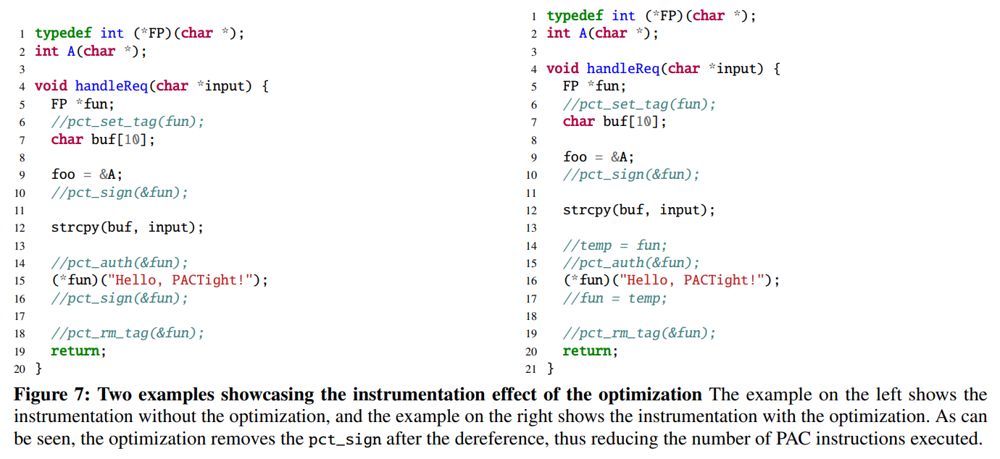 1 typedef int (*FP)(char *);
2 int A(char *);
3
4 void handleReq(char *input) {
5 FP *fun;
6 //pct_set_tag(fun);
7 char buf[10];
8
9 foo = &A;
10 //pct_sign(&fun);
11
12 strcpy(buf, input);
13
14 //pct_auth(&fun);
15 (*fun)("Hello, PACTight!");
16 //pct_sign(&fun);
17
18 //pct_rm_tag(&fun);
19 return;
20 }
1 typedef int (*FP)(char *);
2 int A(char *);
3
4 void handleReq(char *input) {
5 FP *fun;
6 //pct_set_tag(fun);
7 char buf[10];
8
9 foo = &A;
10 //pct_sign(&fun);
11
12 strcpy(buf, input);
13
14 //temp = fun;
15 //pct_auth(&fun);
16 (*fun)("Hello, PACTight!");
17 //fun = temp;
18
19 //pct_rm_tag(&fun);
20 return;
21 }
Figure 7: Two examples showcasing the instrumentation effect of the optimization The example on the left shows the
instrumentation without the optimization, and the example on the right shows the instrumentation with the optimization. As can
be seen, the optimization removes the pct_sign after the dereference, thus reducing the number of PAC instructions executed.